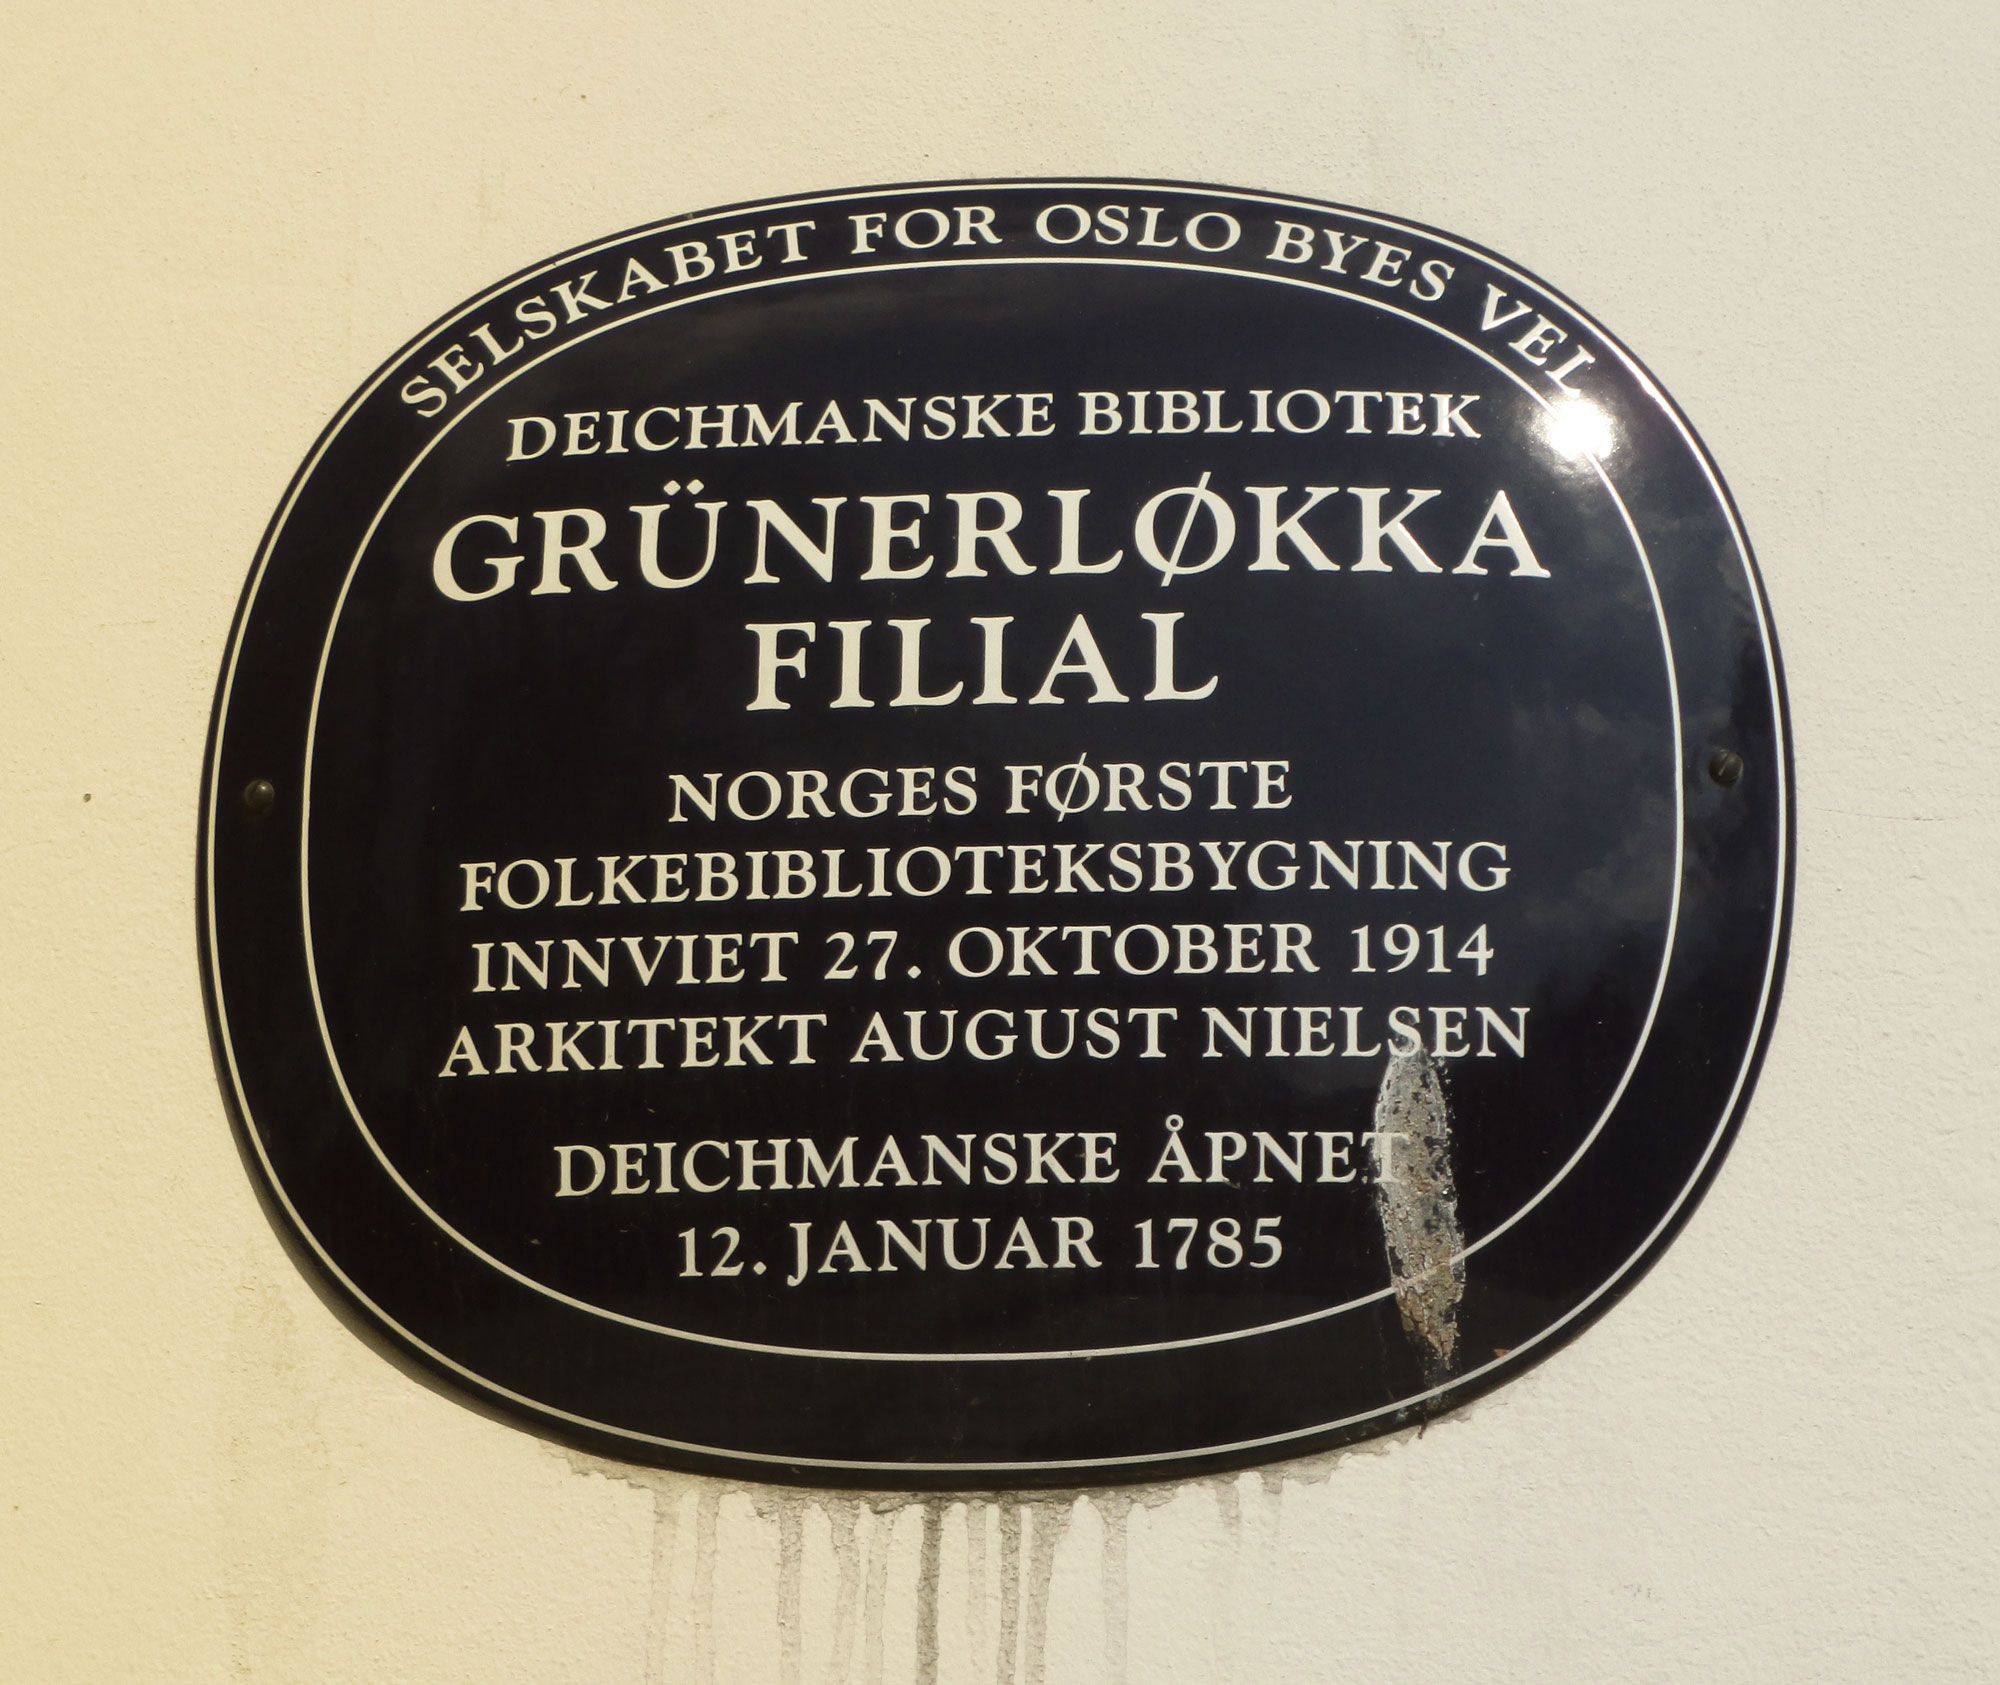 SELSKABET FOR OSLO BYES VEL
DEICHMANSKE BIBLIOTEK
GRÜNERLØKKA
FILIAL
NORGES FØRSTE
FOLKEBIBLIOTEKSBYGNING
INNVIET 27. OKTOBER 1914
ARKITEKT AUGUST NIELSEN
DEICHMANSKE ÅPNET
12. JANUAR 1785